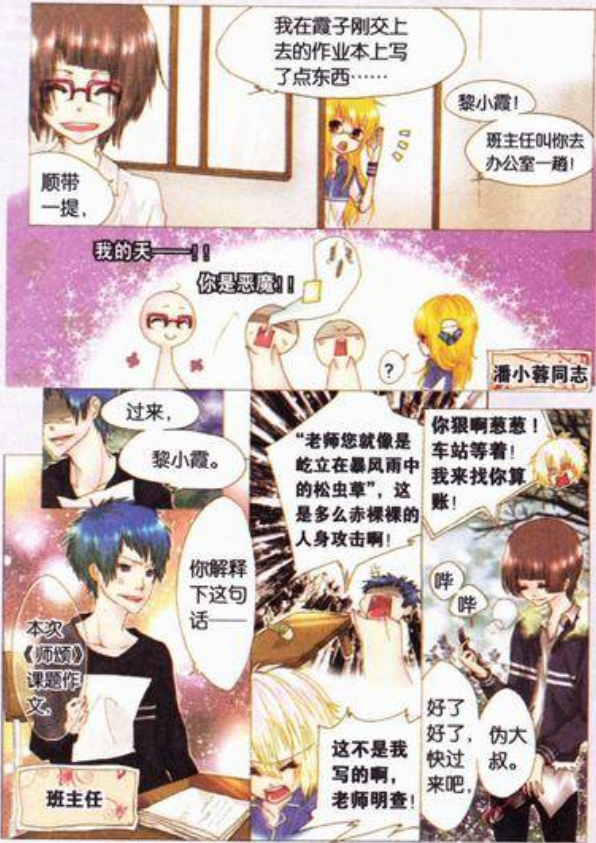 顺带
一提，
我在霞子刚交上
去的作业本上写
了点东西……
黎小霞！
班主任叫你去
办公室一趟！
我的天——！！
你是恶魔！！
？
潘小蓉同志
过来，
黎小霞。
本次
《师颂》
课题作
文，
你解释
下这句
话——
班主任
“老师您就像是
屹立在暴风雨中
的松虫草”，这
是多么赤裸裸的
人身攻击啊！
这不是我
写的啊，
老师明查！
你狠啊葱葱！
车站等着！
我来找你算
账！
哔
哔
好了
好了，
快过
来吧，
伪大
叔。